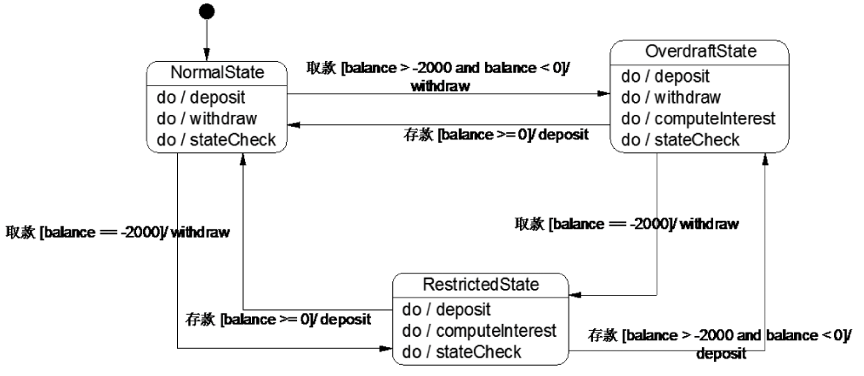 NormalState
do / deposit
do / withdraw
do / stateCheck
取款 [balance > -2000 and balance < 0]/
withdraw
存款 [balance >= 0]/ deposit
OverdraftState
do / deposit
do / withdraw
do / computeInterest
do / stateCheck
取款 [balance == -2000]/ withdraw
取款 [balance == -2000]/ withdraw
RestrictedState
do / deposit
do / computeInterest
do / stateCheck
存款 [balance >= 0]/ deposit
存款 [balance > -2000 and balance < 0]/
deposit